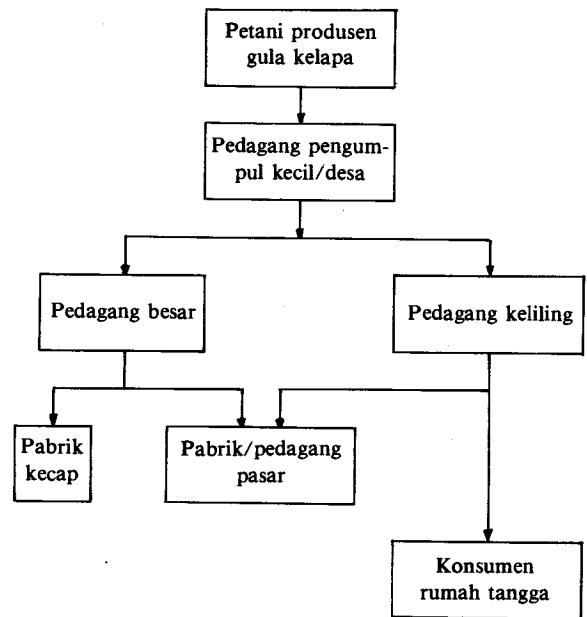 Petani produsen
gula kelapa
Pedagang pengum-
pul kecil/desa
Pedagang besar
Pedagang keliling
Pabrik
kecap
Pabrik/pedagang
pasar
Konsumen
rumah tangga